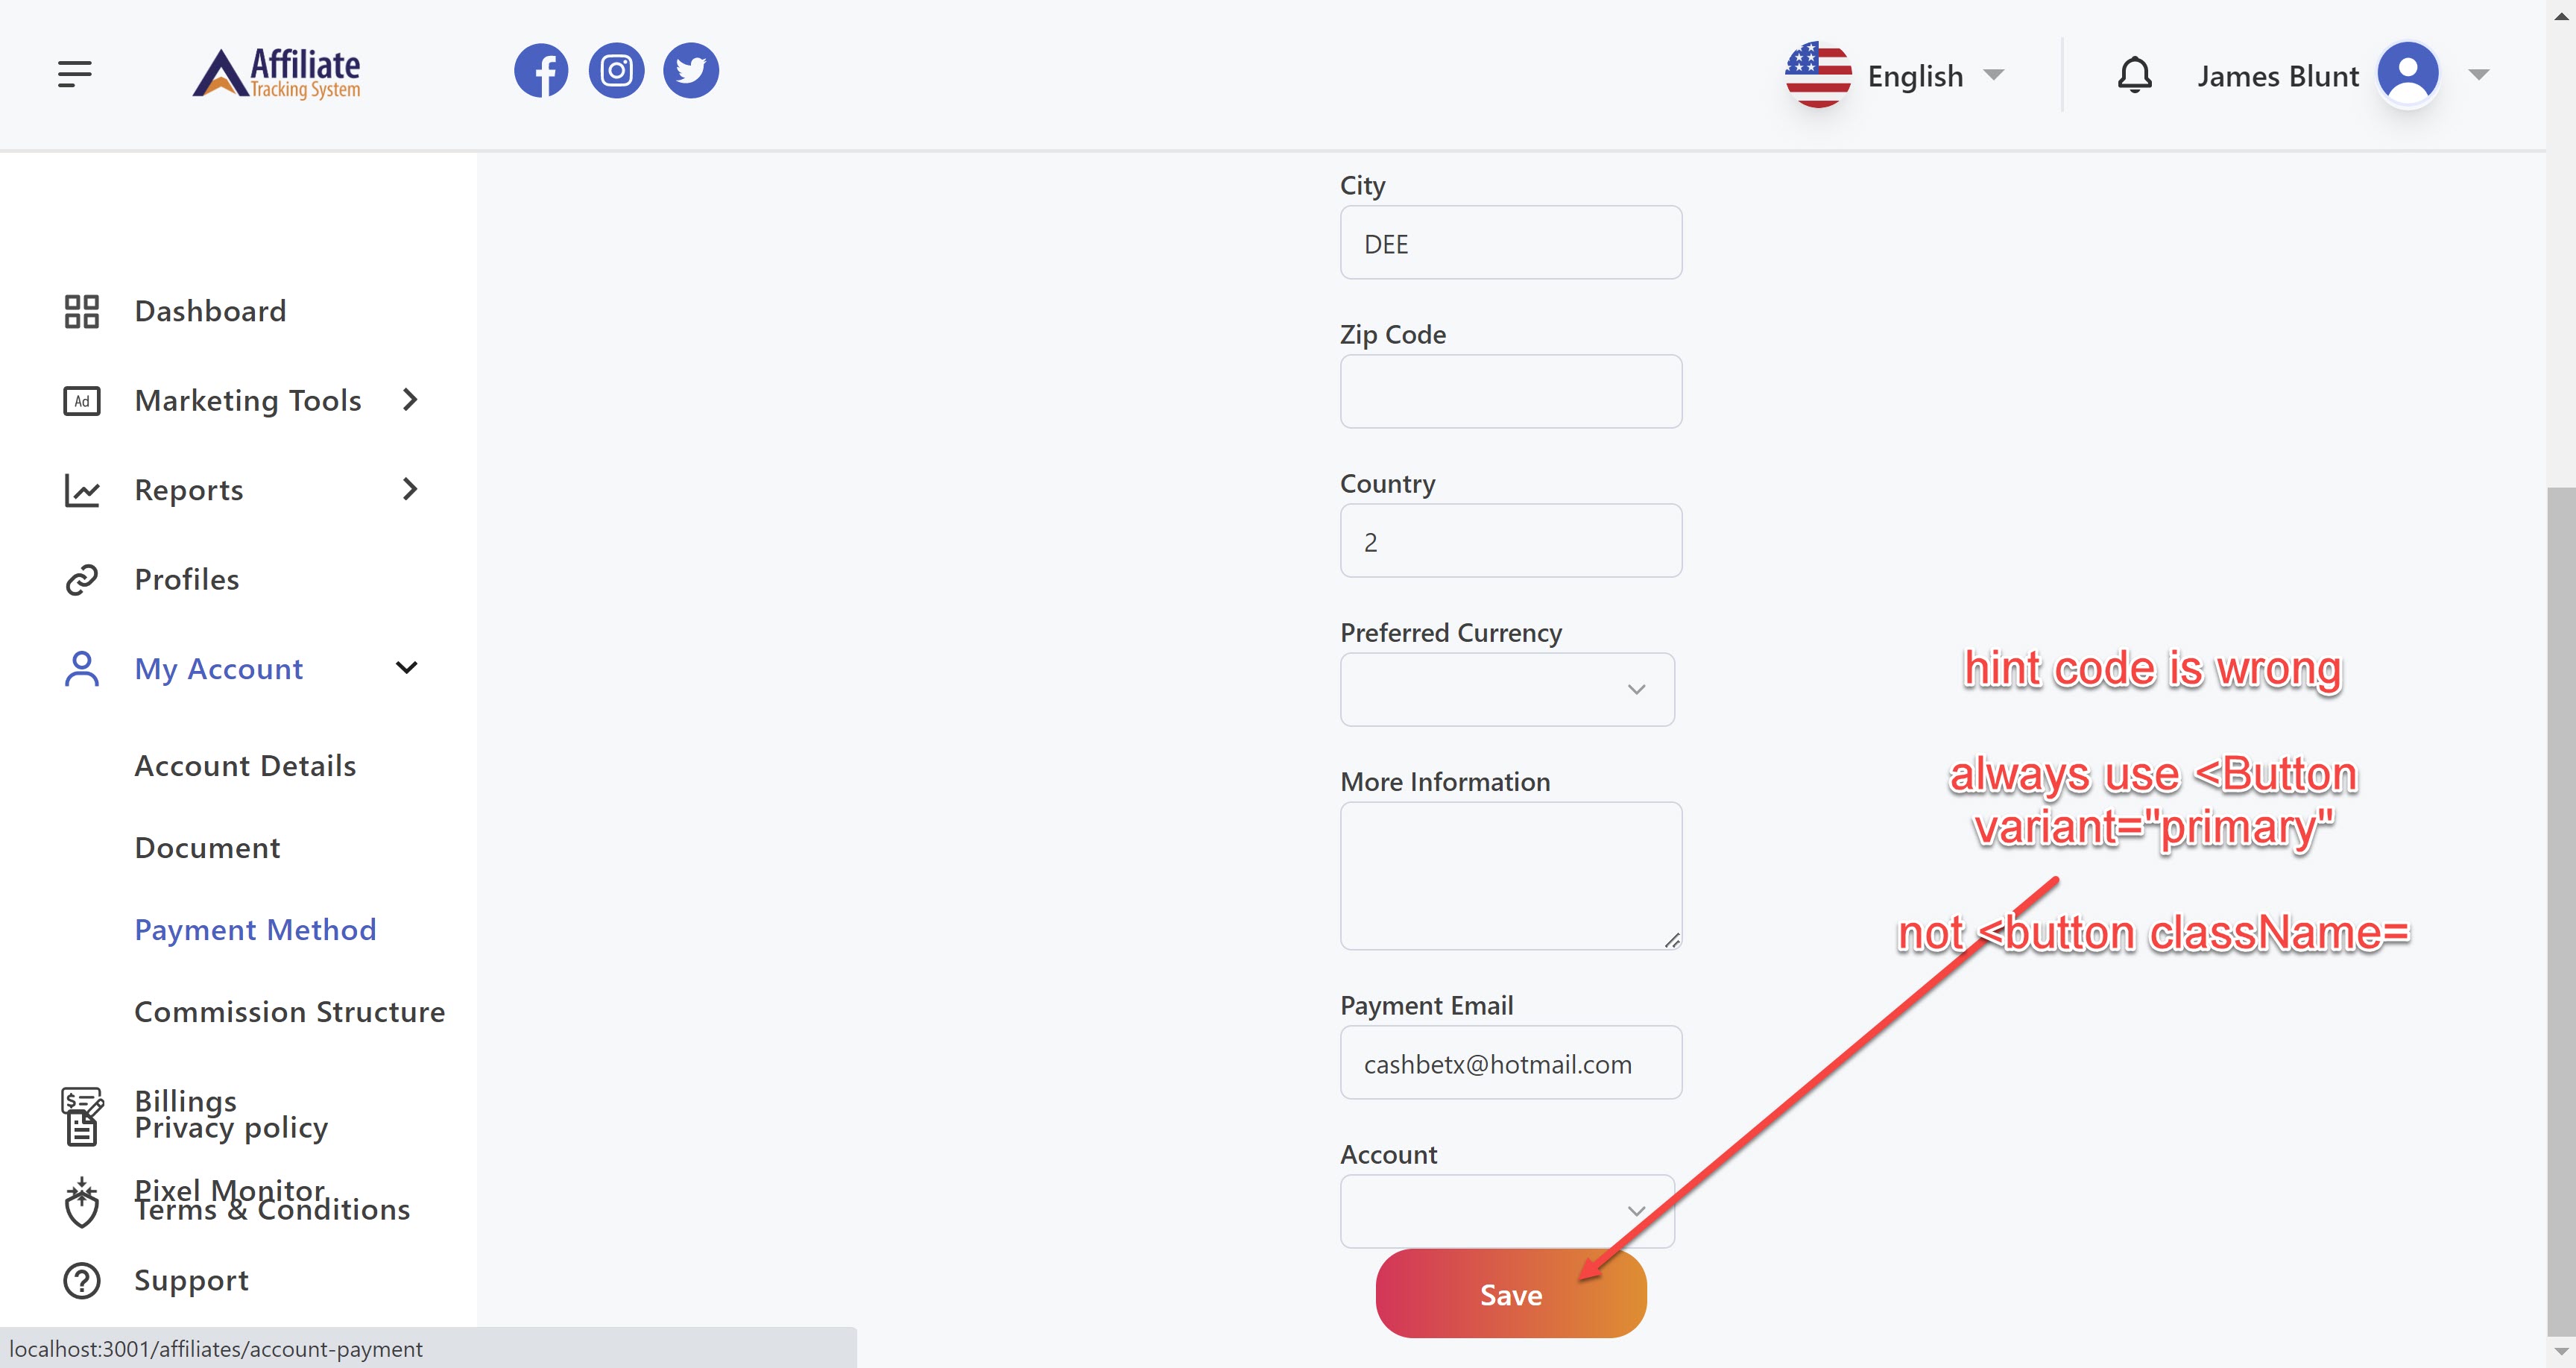 Affiliate
Tracking System
English
James Blunt
Dashboard
Ad
Marketing Tools
Reports
Profiles
My Account
Account Details
Document
Payment Method
Commission Structure
Billings
Privacy policy
Pixel Monitor
Terms & Conditions
Support
City
DEE
Zip Code
Country
2
Preferred Currency
More Information
Payment Email
cashbetx@hotmail.com
Account
Save
hint code is wrong
always use <Button
variant="primary"
not <button className=
localhost:3001/affiliates/account-payment